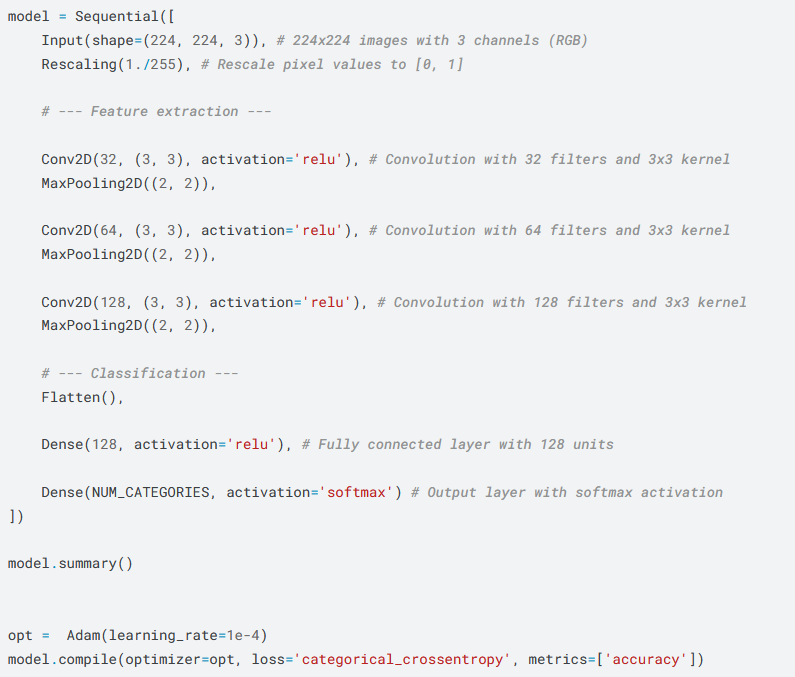 model = Sequential([
    Input(shape=(224, 224, 3)), # 224x224 images with 3 channels (RGB)
    Rescaling(1./255), # Rescale pixel values to [0, 1]

    # --- Feature extraction ---

    Conv2D(32, (3, 3), activation='relu'), # Convolution with 32 filters and 3x3 kernel
    MaxPooling2D((2, 2)),

    Conv2D(64, (3, 3), activation='relu'), # Convolution with 64 filters and 3x3 kernel
    MaxPooling2D((2, 2)),

    Conv2D(128, (3, 3), activation='relu'), # Convolution with 128 filters and 3x3 kernel
    MaxPooling2D((2, 2)),

    # --- Classification ---
    Flatten(),

    Dense(128, activation='relu'), # Fully connected layer with 128 units

    Dense(NUM_CATEGORIES, activation='softmax') # Output layer with softmax activation
])

model.summary()


opt =  Adam(learning_rate=1e-4)
model.compile(optimizer=opt, loss='categorical_crossentropy', metrics=['accuracy'])